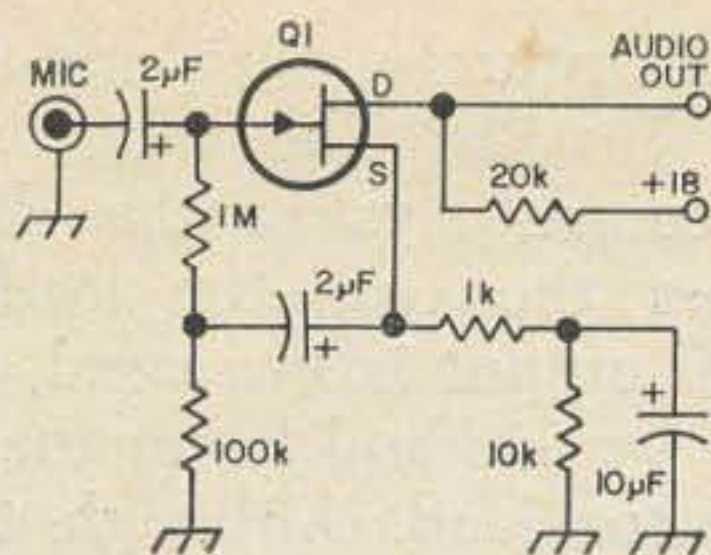 Q1
MIC
2µF
+
D
S
AUDIO
OUT
20k
+18
1M
2µF
+
1k
100k
10k
+
10µF